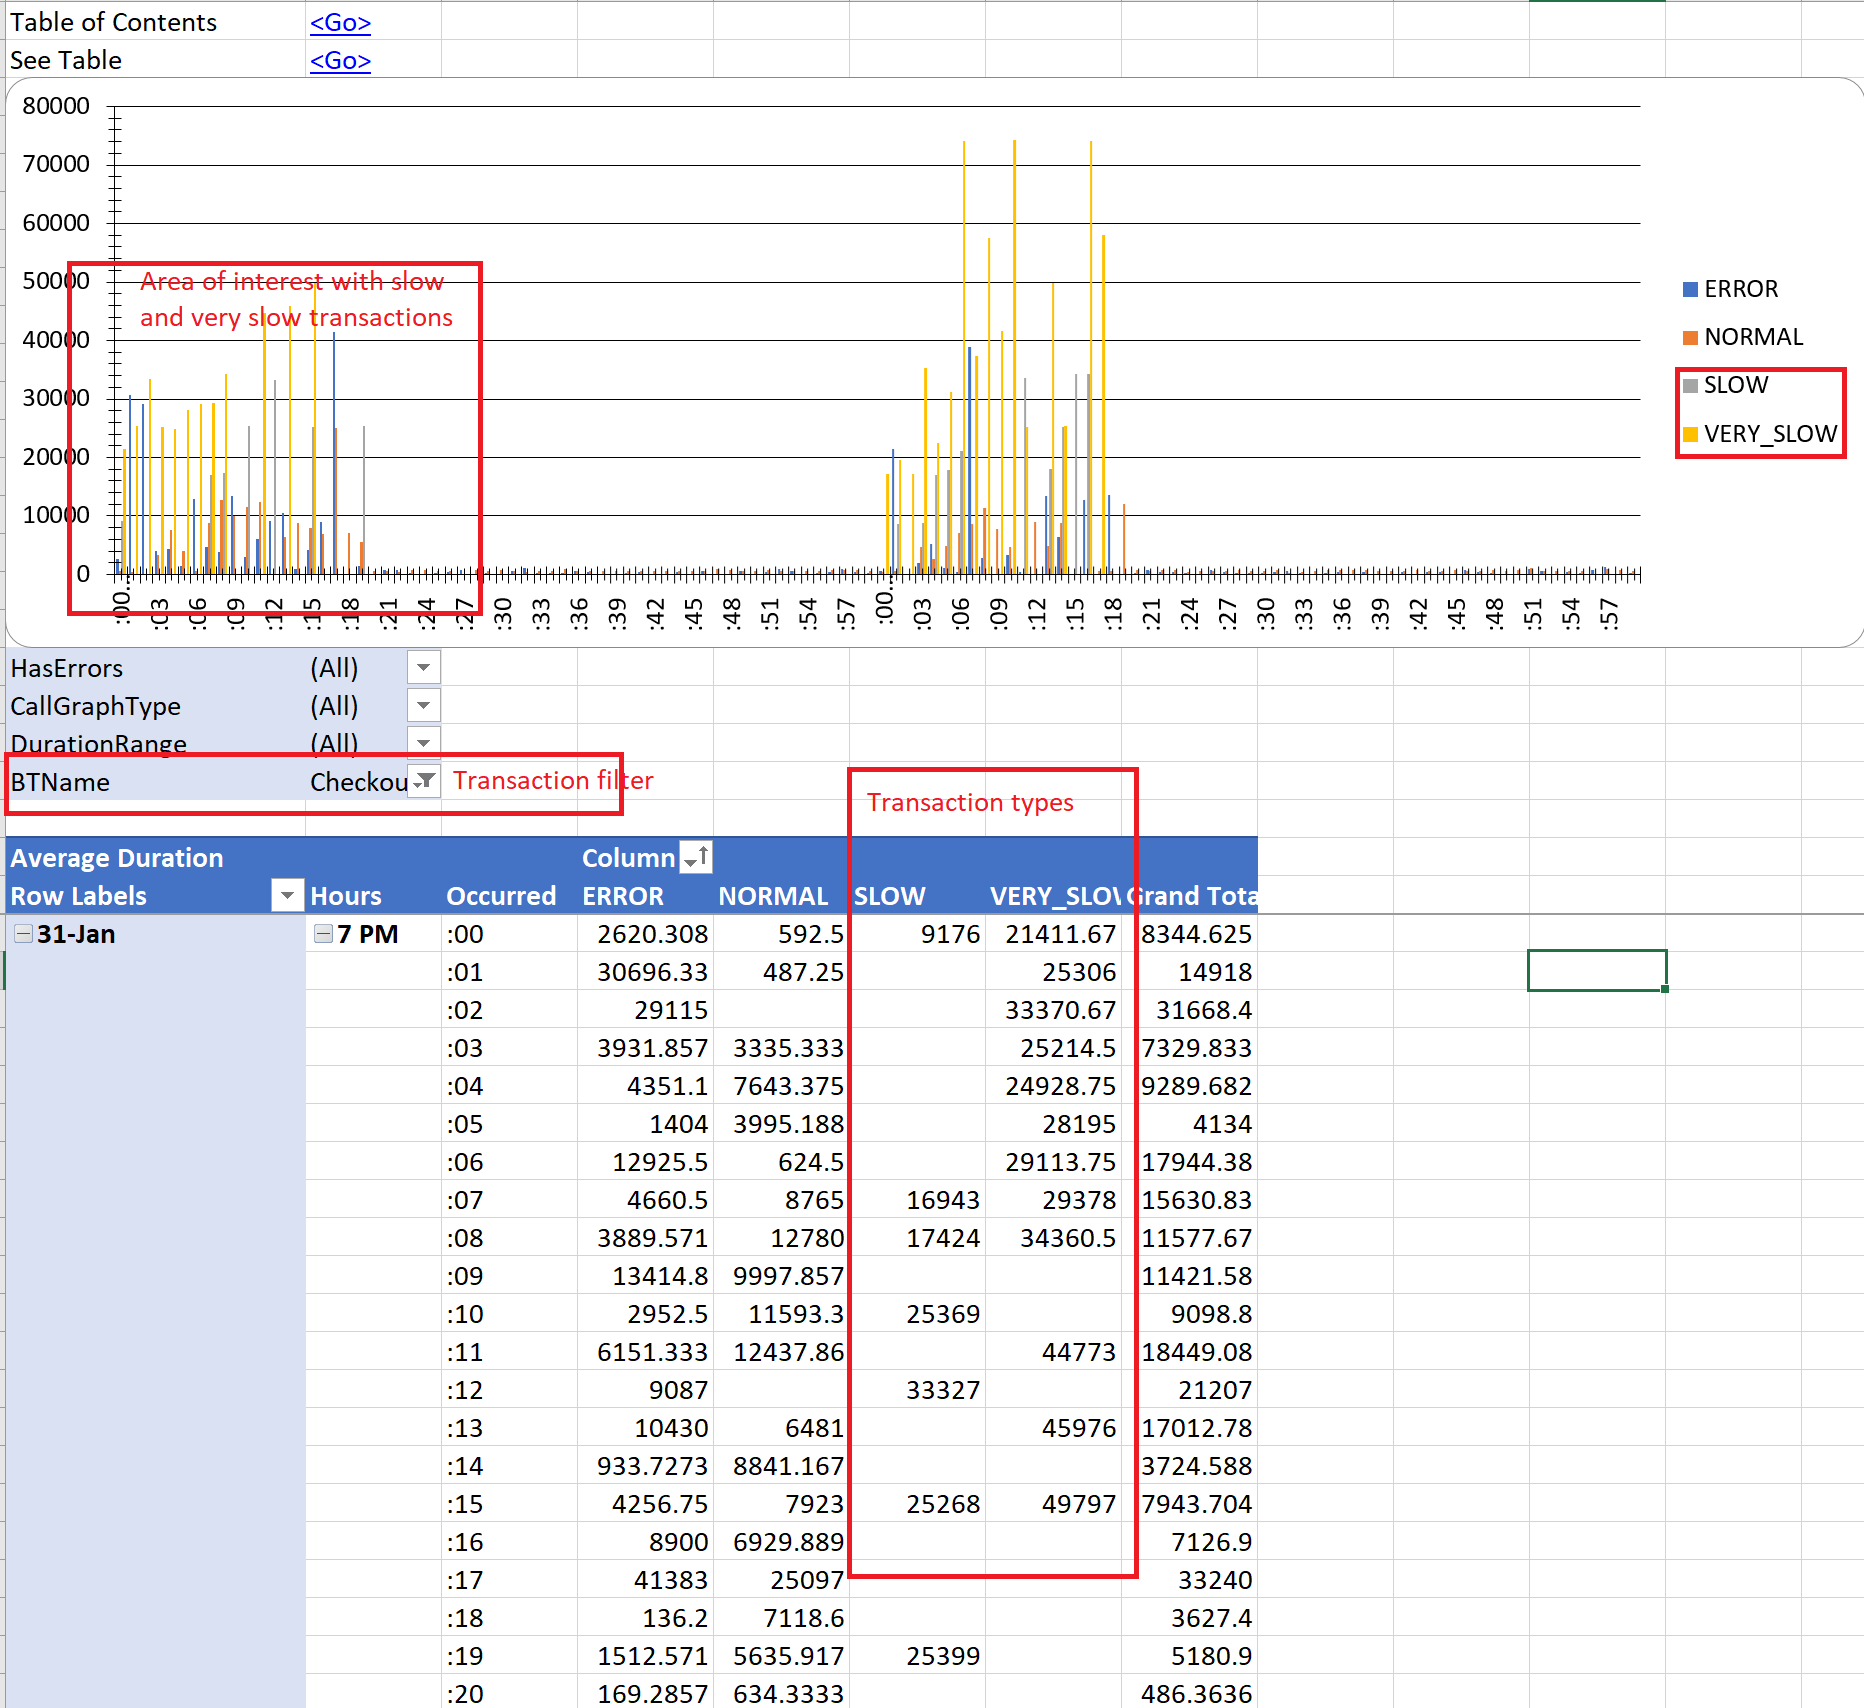 Table of Contents <Go>
See Table <Go>
80000
70000
60000
50000
40000
30000
20000
10000
0
Area of interest with slow
and very slow transactions
ERROR
NORMAL
SLOW
VERY_SLOW
:00... :03 :06 :09 :12 :15 :18 :21 :24 :27 :30 :33 :36 :39 :42 :45 :48 :51 :54 :57 :00... :03 :06 :09 :12 :15 :18 :21 :24 :27 :30 :33 :36 :39 :42 :45 :48 :51 :54 :57
HasErrors (All)
CallGraphType (All)
DurationRange (All)
BTName Checkou Transaction filter
Transaction types
Average Duration Column
Row Labels Hours Occurred ERROR NORMAL SLOW VERY_SLOW Grand Tota
31-Jan 7 PM :00 2620.308 592.5 9176 21411.67 8344.625
:01 30696.33 487.25 25306 14918
:02 29115 33370.67 31668.4
:03 3931.857 3335.333 25214.5 7329.833
:04 4351.1 7643.375 24928.75 9289.682
:05 1404 3995.188 28195 4134
:06 12925.5 624.5 29113.75 17944.38
:07 4660.5 8765 16943 29378 15630.83
:08 3889.571 12780 17424 34360.5 11577.67
:09 13414.8 9997.857 11421.58
:10 2952.5 11593.3 25369 9098.8
:11 6151.333 12437.86 44773 18449.08
:12 9087 33327 21207
:13 10430 6481 45976 17012.78
:14 933.7273 8841.167 3724.588
:15 4256.75 7923 25268 49797 7943.704
:16 8900 6929.889 7126.9
:17 41383 25097 33240
:18 136.2 7118.6 3627.4
:19 1512.571 5635.917 25399 5180.9
:20 169.2857 634.3333 486.3636